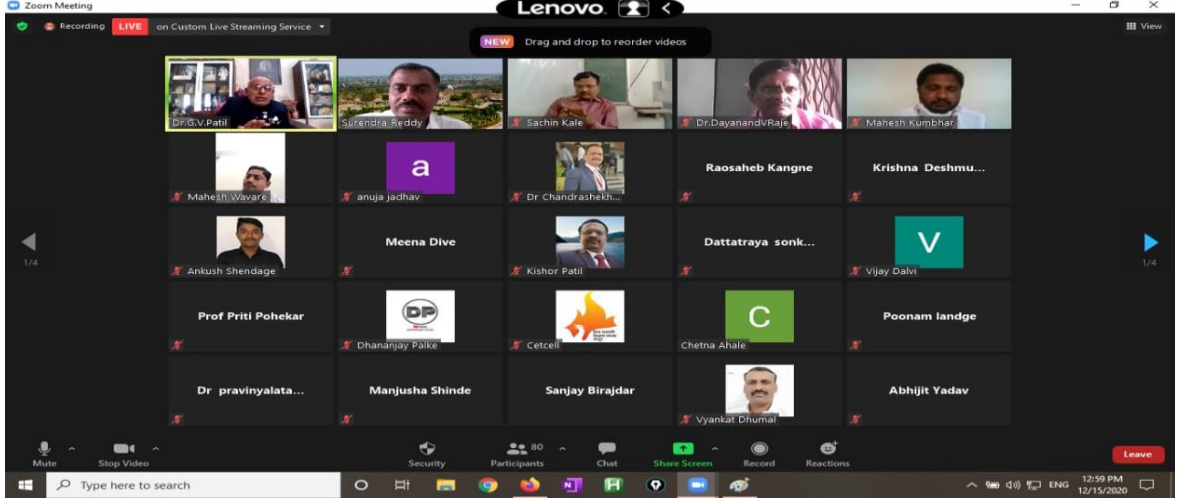 Zoom Meeting
Lenovo
Recording LIVE on Custom Live Streaming Service
View
NEW Drag and drop to reorder videos
Dr.G.V.Patil
Surendra Reddy
Sachin Kale
Dr.DayanandVRaje
Mahesh Kumbhar
Mahesh Wavare
a
anuja jadhav
Dr Chandrashekh...
Raosaheb Kangne
Krishna Deshmu...
1/4
Ankush Shendage
Meena Dive
Kishor Patil
Dattatraya sonk...
V
Vijay Dalvi
1/4
Prof Priti Pohekar
DP
Dhananjay Palke
Cetcell
C
Chetna Ahale
Poonam landge
Dr pravinyalata...
Manjusha Shinde
Sanjay Birajdar
Vyankat Dhumal
Abhijit Yadav
Mute
Stop Video
Security
Participants 80
Chat
Share Screen
Record
Reactions
Leave
Type here to search
ENG
12:59 PM
12/15/2020